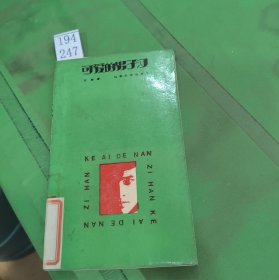 194
247
可爱的男子汉
KE AI DE NAN
ZI HAN KE
AI DE NAN
ZI HAN